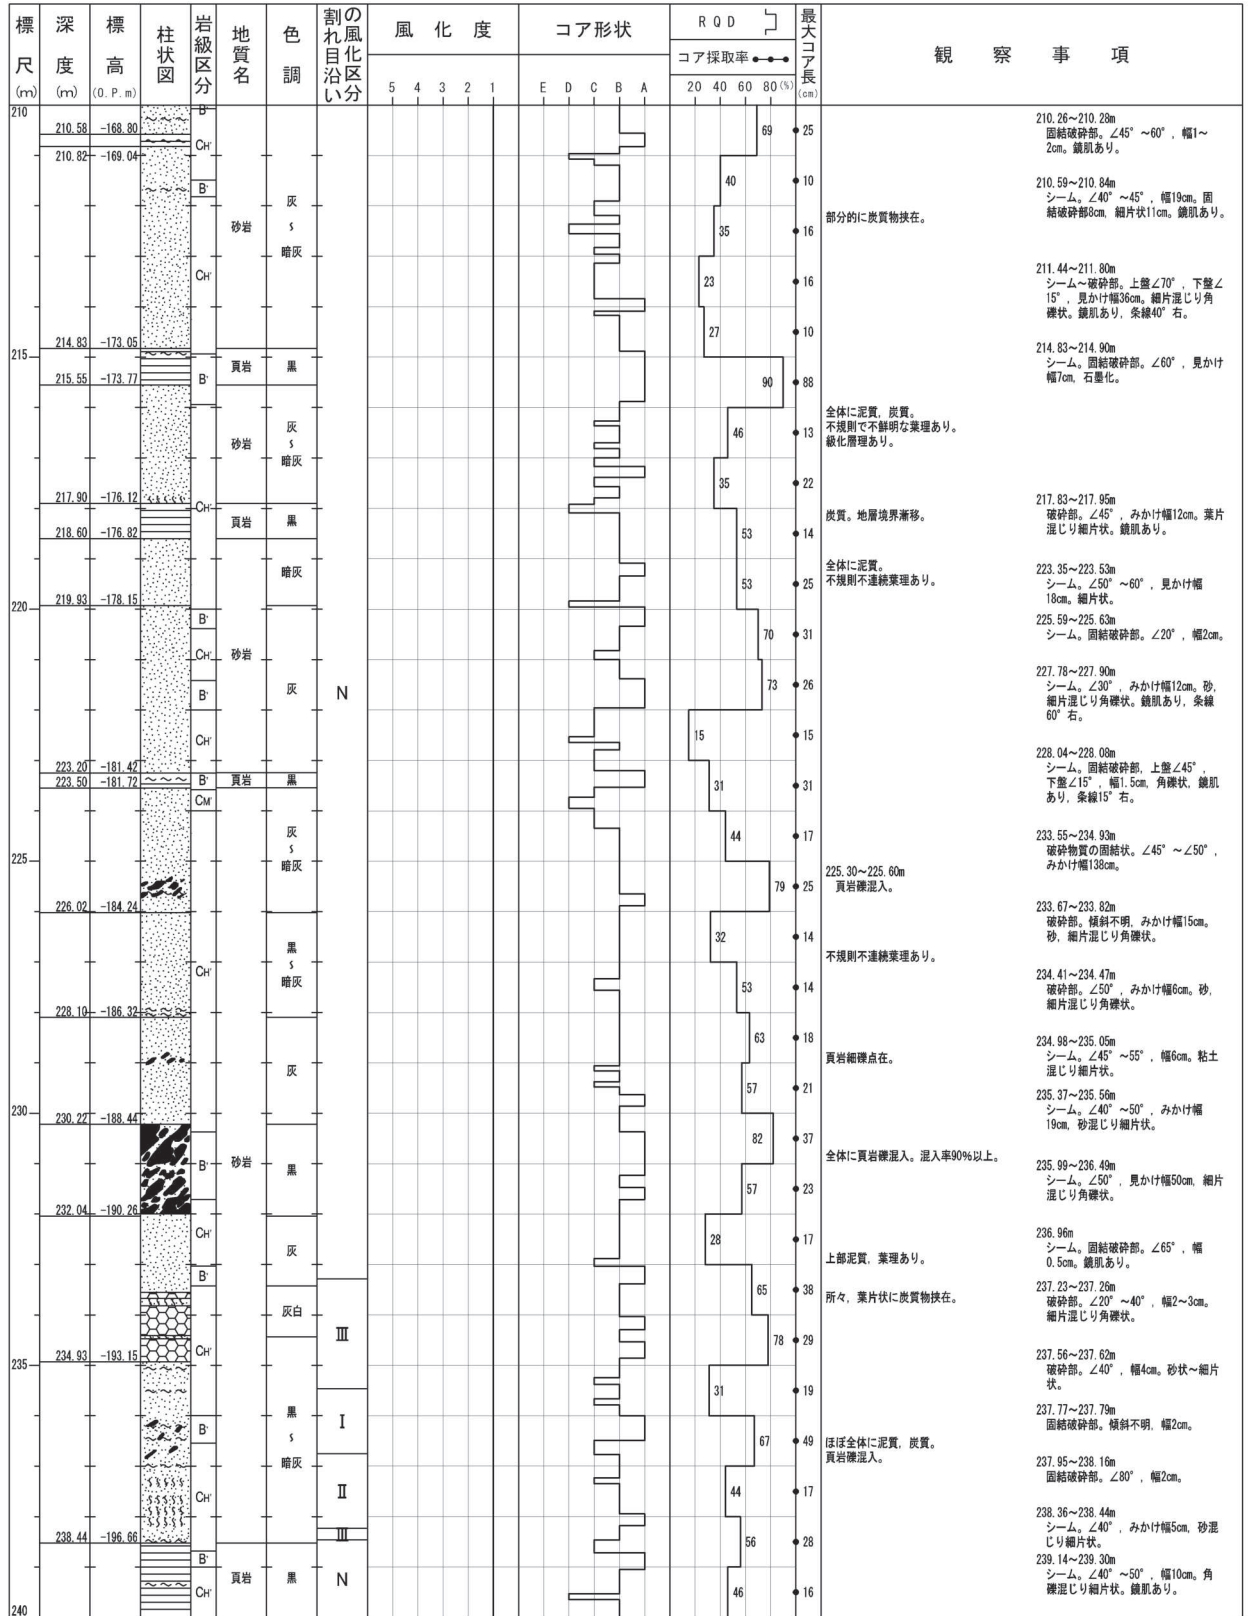 標尺(m)
深度(m)
標高(O.P.m)
柱状図
岩級区分
地質名
色調
割れ目沿いの風化区分
風化度
5 4 3 2 1
コア形状
E D C B A
RQD
コア採取率
20 40 60 80 (%)
最大コア長(cm)
観察事項
210
215
220
225
230
235
240
210.58 -168.80
210.82 -169.04
214.83 -173.05
215.55 -173.77
217.90 -176.12
218.60 -176.82
219.93 -178.15
223.20 -181.42
223.50 -181.72
226.02 -184.24
228.10 -186.32
230.22 -188.44
232.04 -190.26
234.93 -193.15
238.44 -196.66
B'
CH'
B'
CH'
B'
CH'
B'
CH'
B'
CH'
B'
CM'
CH'
B'
CH'
B'
CH'
B'
CH'
B'
CH'
砂岩
頁岩
砂岩
頁岩
砂岩
頁岩
砂岩
頁岩
灰
～
暗灰
黒
灰
～
暗灰
黒
暗灰
灰
黒
灰
～
暗灰
黒
～
暗灰
灰
黒
灰
灰白
黒
～
暗灰
黒
N
Ⅲ
Ⅰ
Ⅱ
Ⅲ
N
69 25
40 10
35 16
23 16
27 10
90 88
46 13
35 22
53 14
53 25
70 31
73 26
15 15
31 31
44 17
79 25
32 14
53 14
63 18
57 21
82 37
57 23
28 17
65 38
78 29
31 19
67 49
44 17
56 28
46 16
部分的に炭質物挟在。
全体に泥質，炭質。
不規則で不鮮明な葉理あり。
級化層理あり。
炭質。地層境界漸移。
全体に泥質。
不規則不連続葉理あり。
225.30～225.60m
頁岩礫混入。
不規則不連続葉理あり。
頁岩細礫点在。
全体に頁岩礫混入。混入率90%以上。
上部泥質，葉理あり。
所々，葉片状に炭質物挟在。
ほぼ全体に泥質，炭質。
頁岩礫混入。
210.26～210.28m
固結破砕部。∠45°～60°，幅1～
2cm。鏡肌あり。
210.59～210.84m
シーム。∠40°～45°，幅19cm。固
結破砕部8cm，細片状11cm。鏡肌あり。
211.44～211.80m
シーム～破砕部。上盤∠70°，下盤∠
15°，見かけ幅36cm。細片混じり角
礫状。鏡肌あり，条線40°右。
214.83～214.90m
シーム。固結破砕部。∠60°，見かけ
幅7cm，石墨化。
217.83～217.95m
破砕部。∠45°，みかけ幅12cm。葉片
混じり細片状。鏡肌あり。
223.35～223.53m
シーム。∠50°～60°，見かけ幅
18cm。細片状。
225.59～225.63m
シーム。固結破砕部。∠20°，幅2cm。
227.78～227.90m
シーム。∠30°，みかけ幅12cm。砂，
細片混じり角礫状。鏡肌あり，条線
60°右。
228.04～228.08m
シーム。固結破砕部，上盤∠45°，
下盤∠15°，幅1.5cm，角礫状，鏡肌
あり，条線15°右。
233.55～234.93m
破砕物質の固結状。∠45°～∠50°，
みかけ幅138cm。
233.67～233.82m
破砕部。傾斜不明，みかけ幅15cm。
砂，細片混じり角礫状。
234.41～234.47m
破砕部。∠50°，みかけ幅6cm。砂，
細片混じり角礫状。
234.98～235.05m
シーム。∠45°～55°，幅6cm。粘土
混じり細片状。
235.37～235.56m
シーム。∠40°～50°，みかけ幅
19cm，砂混じり細片状。
235.99～236.49m
シーム。∠50°，見かけ幅50cm，細片
混じり角礫状。
236.96m
シーム。固結破砕部。∠65°，幅
0.5cm。鏡肌あり。
237.23～237.26m
破砕部。∠20°～40°，幅2～3cm。
細片混じり角礫状。
237.56～237.62m
破砕部。∠40°，幅4cm。砂状～細片
状。
237.77～237.79m
固結破砕部。傾斜不明，幅2cm。
237.95～238.16m
固結破砕部。∠80°，幅2cm。
238.36～238.44m
シーム。∠40°，みかけ幅5cm，砂混
じり細片状。
239.14～239.30m
シーム。∠40°～50°，幅10cm。角
礫混じり細片状。鏡肌あり。